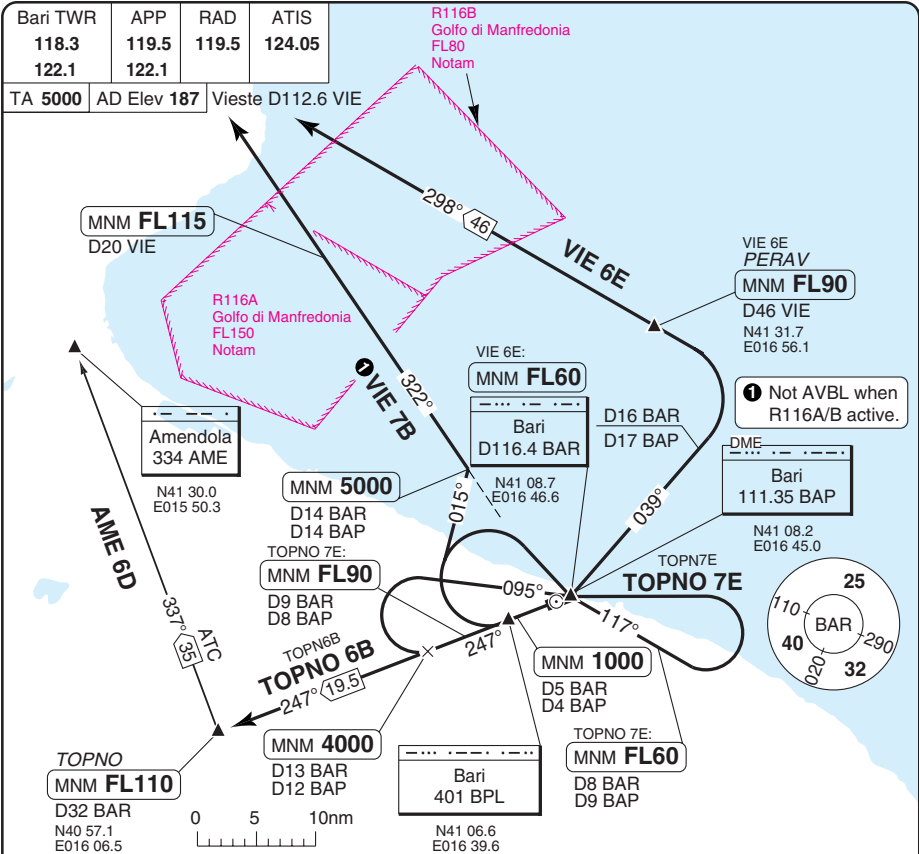 Bari TWR
118.3
122.1
APP
119.5
122.1
RAD
119.5
ATIS
124.05
TA 5000
AD Elev 187
Vieste D112.6 VIE
R116B
Golfo di Manfredonia
FL80
Notam
298° 46
VIE 6E
MNM FL115
D20 VIE
VIE 6E
PERAV
MNM FL90
D46 VIE
N41 31.7
E016 56.1
R116A
Golfo di Manfredonia
FL150
Notam
1 VIE 7B
322°
VIE 6E:
MNM FL60
Bari
D116.4 BAR
N41 08.7
E016 46.6
D16 BAR
D17 BAP
1 Not AVBL when
R116A/B active.
DME
Bari
111.35 BAP
N41 08.2
E016 45.0
Amendola
334 AME
N41 30.0
E015 50.3
AME 6D
337° 35
ATC
MNM 5000
D14 BAR
D14 BAP
015°
039°
TOPNO 7E:
MNM FL90
D9 BAR
D8 BAP
095°
TOPN7E
TOPNO 7E
117°
247°
TOPN6B
TOPNO 6B
247° 19.5
MNM 1000
D5 BAR
D4 BAP
25
110
BAR
290
40
020
32
TOPNO
MNM FL110
D32 BAR
N40 57.1
E016 06.5
MNM 4000
D13 BAR
D12 BAP
Bari
401 BPL
N41 06.6
E016 39.6
TOPNO 7E:
MNM FL60
D8 BAR
D9 BAP
0 5 10nm